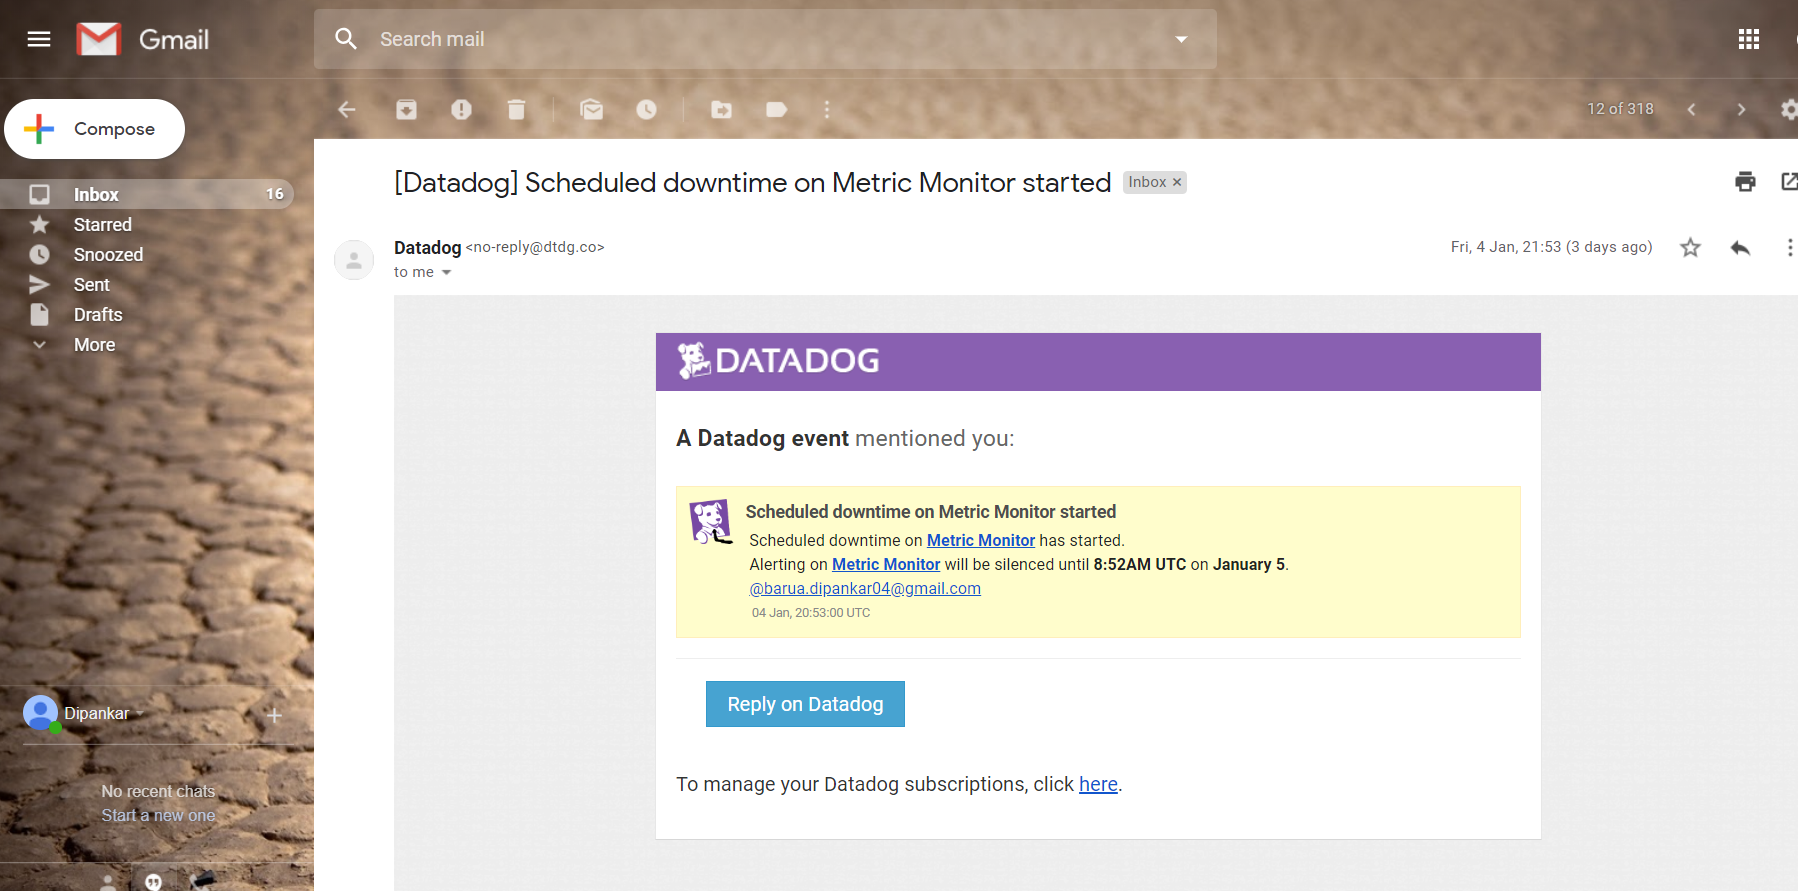 Gmail
Search mail
Compose
12 of 318
Inbox 16
Starred
Snoozed
Sent
Drafts
More
[Datadog] Scheduled downtime on Metric Monitor started Inbox ×
Datadog <no-reply@dtdg.co>
Fri, 4 Jan, 21:53 (3 days ago)
to me
DATADOG
A Datadog event mentioned you:
Scheduled downtime on Metric Monitor started
Scheduled downtime on Metric Monitor has started.
Alerting on Metric Monitor will be silenced until 8:52AM UTC on January 5.
@barua.dipankar04@gmail.com
04 Jan, 20:53:00 UTC
Reply on Datadog
To manage your Datadog subscriptions, click here.
Dipankar
No recent chats
Start a new one